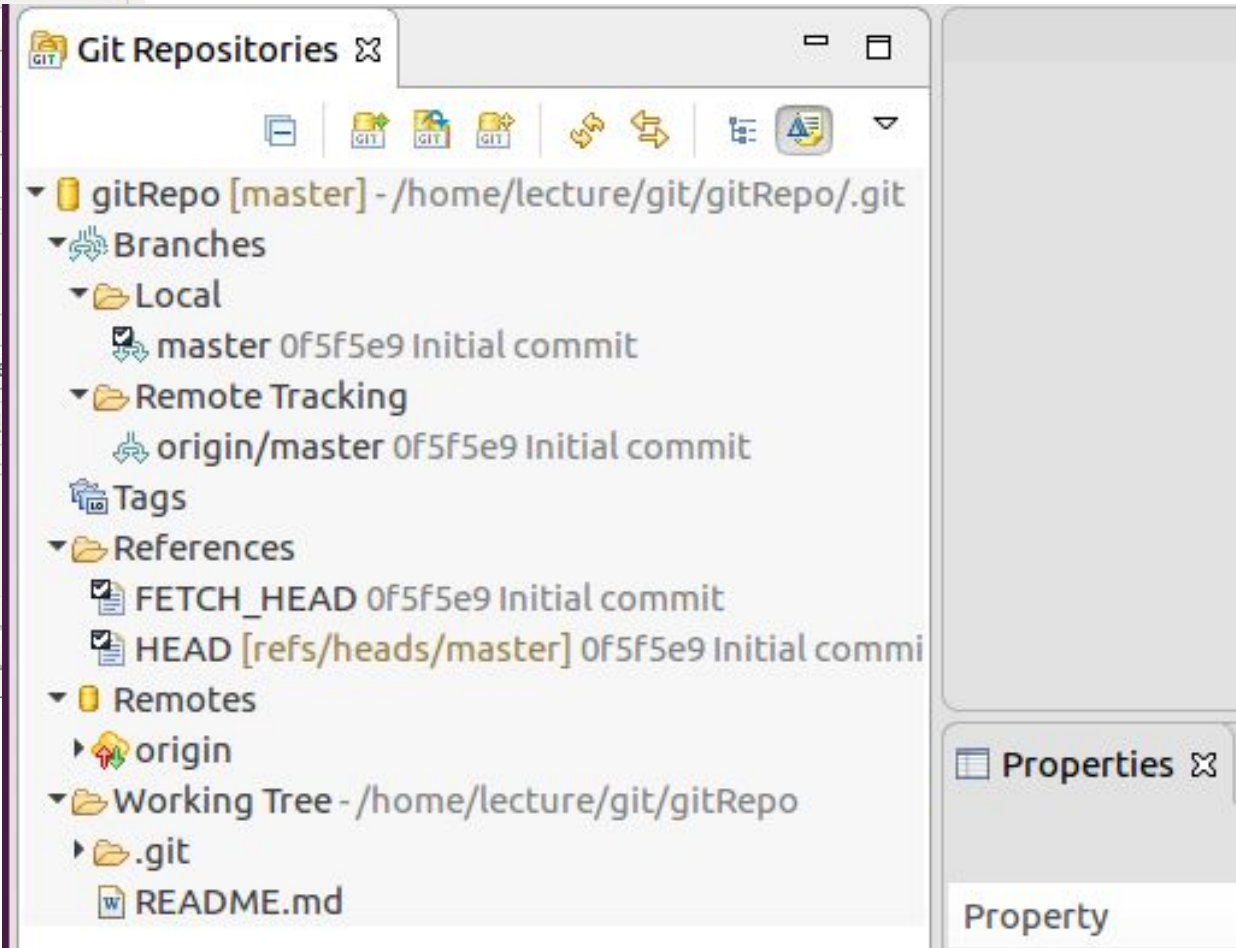 Git Repositories
gitRepo [master] - /home/lecture/git/gitRepo/.git
Branches
Local
master 0f5f5e9 Initial commit
Remote Tracking
origin/master 0f5f5e9 Initial commit
Tags
References
FETCH_HEAD 0f5f5e9 Initial commit
HEAD [refs/heads/master] 0f5f5e9 Initial commi
Remotes
origin
Working Tree - /home/lecture/git/gitRepo
.git
README.md
Properties
Property